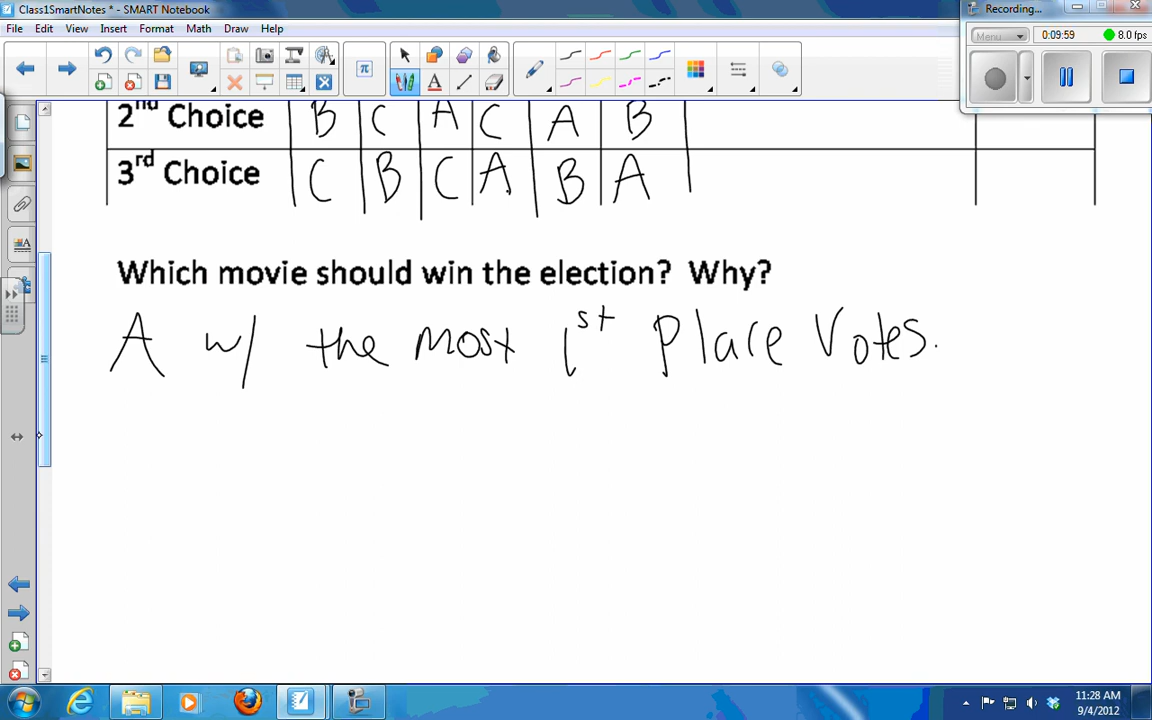 Class1SmartNotes * - SMART Notebook
Recording...
File Edit View Insert Format Math Draw Help
Menu 00:09:59 8.0 fps
π
A
2nd Choice B C A C A B
3rd Choice C B C A B A
Which movie should win the election? Why?
A w/ the most 1st Place Votes.
11:28 AM
9/4/2012